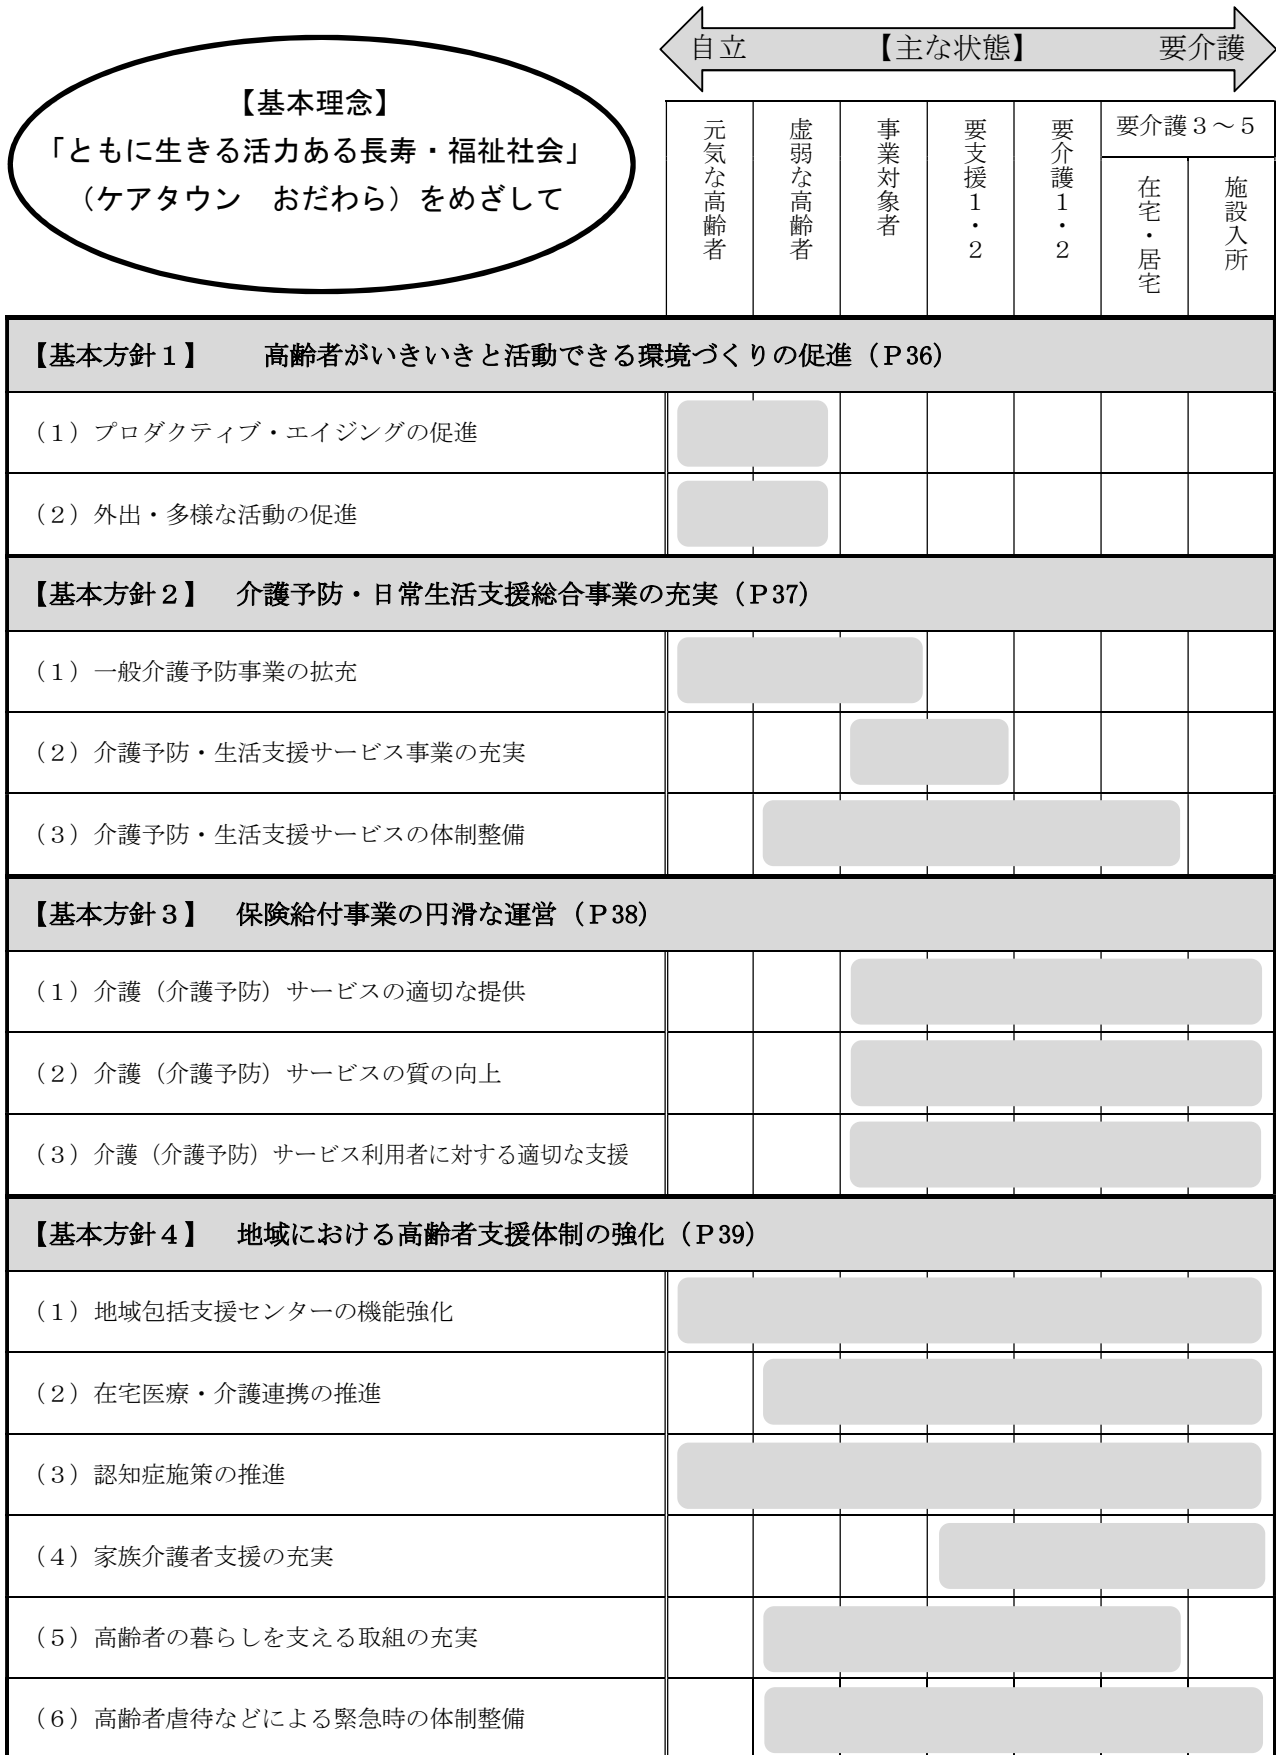 自立　【主な状態】　要介護
【基本理念】
「ともに生きる活力ある長寿・福祉社会」
（ケアタウン　おだわら）をめざして
元気な高齢者
虚弱な高齢者
事業対象者
要支援１・２
要介護１・２
要介護３～５
在宅・居宅
施設入所
【基本方針１】　高齢者がいきいきと活動できる環境づくりの促進（Ｐ36）
（１）プロダクティブ・エイジングの促進
（２）外出・多様な活動の促進
【基本方針２】　介護予防・日常生活支援総合事業の充実（Ｐ37）
（１）一般介護予防事業の拡充
（２）介護予防・生活支援サービス事業の充実
（３）介護予防・生活支援サービスの体制整備
【基本方針３】　保険給付事業の円滑な運営（Ｐ38）
（１）介護（介護予防）サービスの適切な提供
（２）介護（介護予防）サービスの質の向上
（３）介護（介護予防）サービス利用者に対する適切な支援
【基本方針４】　地域における高齢者支援体制の強化（Ｐ39）
（１）地域包括支援センターの機能強化
（２）在宅医療・介護連携の推進
（３）認知症施策の推進
（４）家族介護者支援の充実
（５）高齢者の暮らしを支える取組の充実
（６）高齢者虐待などによる緊急時の体制整備